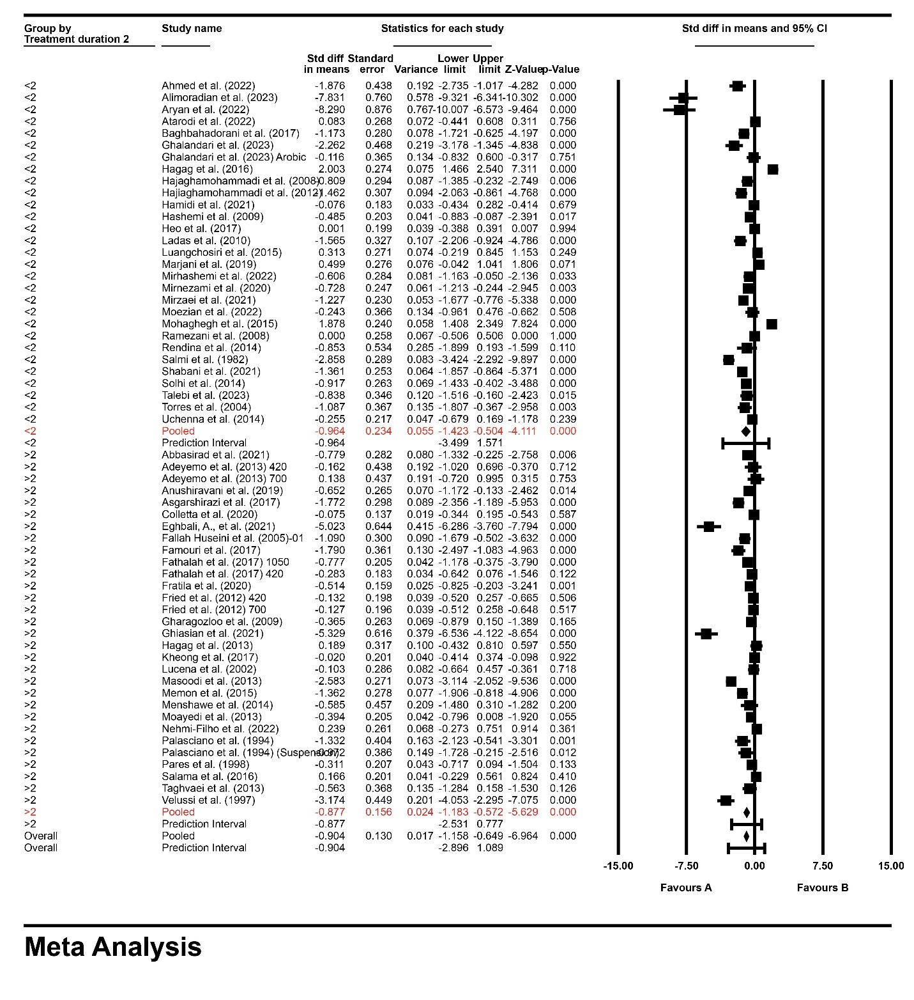 Group by Study name Statistics for each study Std diff in means and 95% CI
Treatment duration 2
Std diff Standard Lower Upper
in means error Variance limit limit Z-Value p-Value
<2 Ahmed et al. (2022) -1.876 0.438 0.192 -2.735 -1.017 -4.282 0.000
<2 Alimoradian et al. (2023) -7.831 0.760 0.578 -9.321 -6.341 -10.302 0.000
<2 Aryan et al. (2022) -8.290 0.876 0.767 -10.007 -6.573 -9.464 0.000
<2 Atarodi et al. (2022) 0.083 0.268 0.072 -0.441 0.608 0.311 0.756
<2 Baghbahadorani et al. (2017) -1.173 0.280 0.078 -1.721 -0.625 -4.197 0.000
<2 Ghalandari et al. (2023) -2.262 0.468 0.219 -3.178 -1.345 -4.838 0.000
<2 Ghalandari et al. (2023) Arobic -0.116 0.365 0.134 -0.832 0.600 -0.317 0.751
<2 Hagag et al. (2016) 2.003 0.274 0.075 1.466 2.540 7.311 0.000
<2 Hajaghamohammadi et al. (2008) -0.809 0.294 0.087 -1.385 -0.232 -2.749 0.006
<2 Hajiaghamohammadi et al. (2012) -1.462 0.307 0.094 -2.063 -0.861 -4.768 0.000
<2 Hamidi et al. (2021) -0.076 0.183 0.033 -0.434 0.282 -0.414 0.679
<2 Hashemi et al. (2009) -0.485 0.203 0.041 -0.883 -0.087 -2.391 0.017
<2 Heo et al. (2017) 0.001 0.199 0.039 -0.388 0.391 0.007 0.994
<2 Ladas et al. (2010) -1.565 0.327 0.107 -2.206 -0.924 -4.786 0.000
<2 Luangchosiri et al. (2015) 0.313 0.271 0.074 -0.219 0.845 1.153 0.249
<2 Marjani et al. (2019) 0.499 0.276 0.076 -0.042 1.041 1.806 0.071
<2 Mirhashemi et al. (2022) -0.606 0.284 0.081 -1.163 -0.050 -2.136 0.033
<2 Mirnezami et al. (2020) -0.728 0.247 0.061 -1.213 -0.244 -2.945 0.003
<2 Mirzaei et al. (2021) -1.227 0.230 0.053 -1.677 -0.776 -5.338 0.000
<2 Moezian et al. (2022) -0.243 0.366 0.134 -0.961 0.476 -0.662 0.508
<2 Mohaghegh et al. (2015) 1.878 0.240 0.058 1.408 2.349 7.824 0.000
<2 Ramezani et al. (2008) 0.000 0.258 0.067 -0.506 0.506 0.000 1.000
<2 Rendina et al. (2014) -0.853 0.534 0.285 -1.899 0.193 -1.599 0.110
<2 Salmi et al. (1982) -2.858 0.289 0.083 -3.424 -2.292 -9.897 0.000
<2 Shabani et al. (2021) -1.361 0.253 0.064 -1.857 -0.864 -5.371 0.000
<2 Solhi et al. (2014) -0.917 0.263 0.069 -1.433 -0.402 -3.488 0.000
<2 Talebi et al. (2023) -0.838 0.346 0.120 -1.516 -0.160 -2.423 0.015
<2 Torres et al. (2004) -1.087 0.367 0.135 -1.807 -0.367 -2.958 0.003
<2 Uchenna et al. (2014) -0.255 0.217 0.047 -0.679 0.169 -1.178 0.239
<2 Pooled -0.964 0.234 0.055 -1.423 -0.504 -4.111 0.000
<2 Prediction Interval -0.964 -3.499 1.571
>2 Abbasirad et al. (2021) -0.779 0.282 0.080 -1.332 -0.225 -2.758 0.006
>2 Adeyemo et al. (2013) 420 -0.162 0.438 0.192 -1.020 0.696 -0.370 0.712
>2 Adeyemo et al. (2013) 700 0.138 0.437 0.191 -0.720 0.995 0.315 0.753
>2 Anushiravani et al. (2019) -0.652 0.265 0.070 -1.172 -0.133 -2.462 0.014
>2 Asgarshirazi et al. (2017) -1.772 0.298 0.089 -2.356 -1.189 -5.953 0.000
>2 Colletta et al. (2020) -0.075 0.137 0.019 -0.344 0.195 -0.543 0.587
>2 Eghbali, A., et al. (2021) -5.023 0.644 0.415 -6.286 -3.760 -7.794 0.000
>2 Fallah Huseini et al. (2005)-01 -1.090 0.300 0.090 -1.679 -0.502 -3.632 0.000
>2 Famouri et al. (2017) -1.790 0.361 0.130 -2.497 -1.083 -4.963 0.000
>2 Fathalah et al. (2017) 1050 -0.777 0.205 0.042 -1.178 -0.375 -3.790 0.000
>2 Fathalah et al. (2017) 420 -0.283 0.183 0.034 -0.642 0.076 -1.546 0.122
>2 Fratila et al. (2020) -0.514 0.159 0.025 -0.825 -0.203 -3.241 0.001
>2 Fried et al. (2012) 420 -0.132 0.198 0.039 -0.520 0.257 -0.665 0.506
>2 Fried et al. (2012) 700 -0.127 0.196 0.039 -0.512 0.258 -0.648 0.517
>2 Gharagozloo et al. (2009) -0.365 0.263 0.069 -0.879 0.150 -1.389 0.165
>2 Ghiasian et al. (2021) -5.329 0.616 0.379 -6.536 -4.122 -8.654 0.000
>2 Hagag et al. (2013) 0.189 0.317 0.100 -0.432 0.810 0.597 0.550
>2 Kheong et al. (2017) -0.020 0.201 0.040 -0.414 0.374 -0.098 0.922
>2 Lucena et al. (2002) -0.103 0.286 0.082 -0.664 0.457 -0.361 0.718
>2 Masoodi et al. (2013) -2.583 0.271 0.073 -3.114 -2.052 -9.536 0.000
>2 Memon et al. (2015) -1.362 0.278 0.077 -1.906 -0.818 -4.906 0.000
>2 Menshawe et al. (2014) -0.585 0.457 0.209 -1.480 0.310 -1.282 0.200
>2 Moayedi et al. (2013) -0.394 0.205 0.042 -0.796 0.008 -1.920 0.055
>2 Nehmi-Filho et al. (2022) 0.239 0.261 0.068 -0.273 0.751 0.914 0.361
>2 Palasciano et al. (1994) -1.332 0.404 0.163 -2.123 -0.541 -3.301 0.001
>2 Palasciano et al. (1994) (Suspension) -0.972 0.386 0.149 -1.728 -0.215 -2.516 0.012
>2 Pares et al. (1998) -0.311 0.207 0.043 -0.717 0.094 -1.504 0.133
>2 Salama et al. (2016) 0.166 0.201 0.041 -0.229 0.561 0.824 0.410
>2 Taghvaei et al. (2013) -0.563 0.368 0.135 -1.284 0.158 -1.530 0.126
>2 Velussi et al. (1997) -3.174 0.449 0.201 -4.053 -2.295 -7.075 0.000
>2 Pooled -0.877 0.156 0.024 -1.183 -0.572 -5.629 0.000
>2 Prediction Interval -0.877 -2.531 0.777
Overall Pooled -0.904 0.130 0.017 -1.158 -0.649 -6.964 0.000
Overall Prediction Interval -0.904 -2.896 1.089
-15.00 -7.50 0.00 7.50 15.00
Favours A Favours B
Meta Analysis